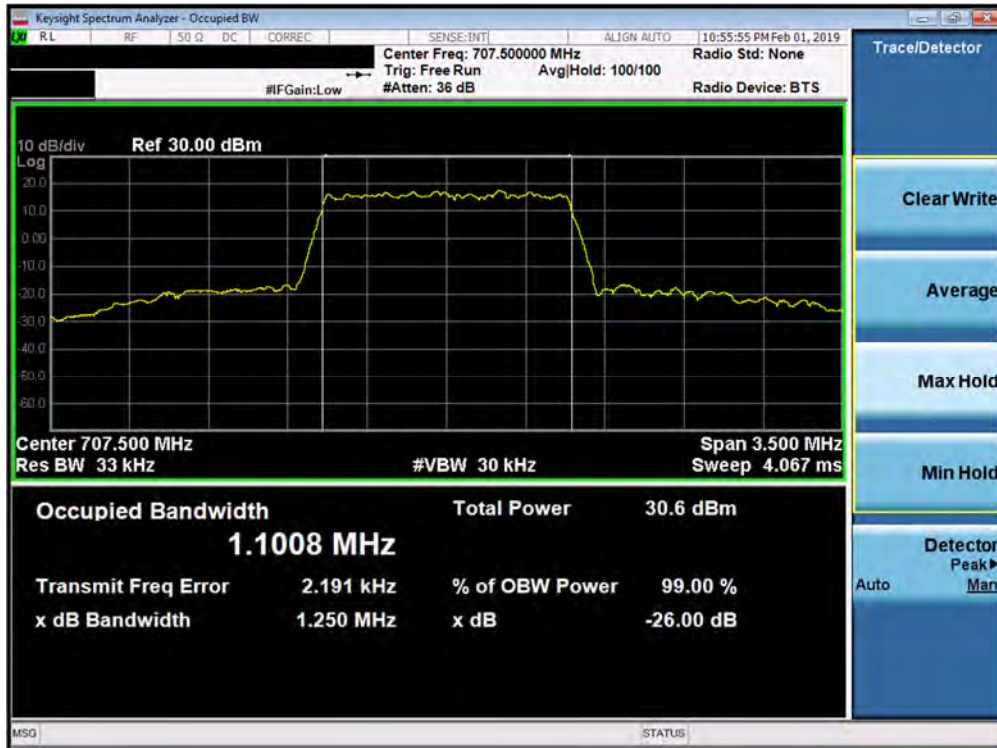 Keysight Spectrum Analyzer - Occupied BW
LXI RL RF 50 Ω DC CORREC SENSE:INT ALIGN AUTO 10:55:55 PM Feb 01, 2019
Center Freq: 707.500000 MHz Radio Std: None
Trig: Free Run Avg|Hold: 100/100
#IFGain:Low #Atten: 36 dB Radio Device: BTS
Trace/Detector
10 dB/div Ref 30.00 dBm
Log
20.0
10.0
0.00
-10.0
-20.0
-30.0
-40.0
-50.0
-60.0
Center 707.500 MHz Span 3.500 MHz
Res BW 33 kHz #VBW 30 kHz Sweep 4.067 ms
Clear Write
Average
Max Hold
Min Hold
Detector
Peak▶
Auto Man
Occupied Bandwidth Total Power 30.6 dBm
1.1008 MHz
Transmit Freq Error 2.191 kHz % of OBW Power 99.00 %
x dB Bandwidth 1.250 MHz x dB -26.00 dB
MSG STATUS